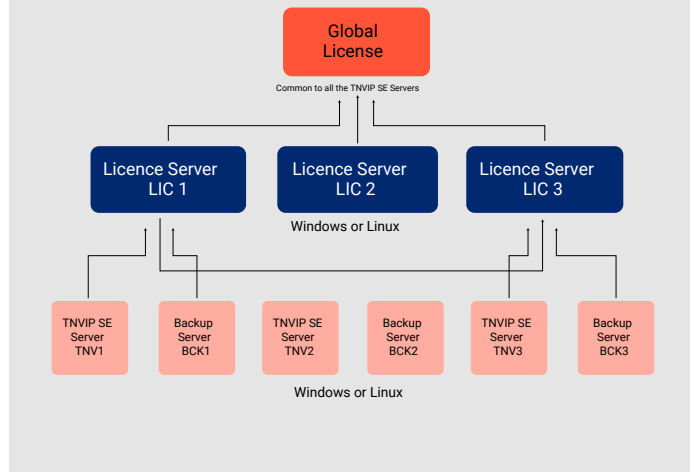 Global
License
Common to all the TNVIP SE Servers
Licence Server
LIC 1
Licence Server
LIC 2
Licence Server
LIC 3
Windows or Linux
TNVIP SE
Server
TNV1
Backup
Server
BCK1
TNVIP SE
Server
TNV2
Backup
Server
BCK2
TNVIP SE
Server
TNV3
Backup
Server
BCK3
Windows or Linux